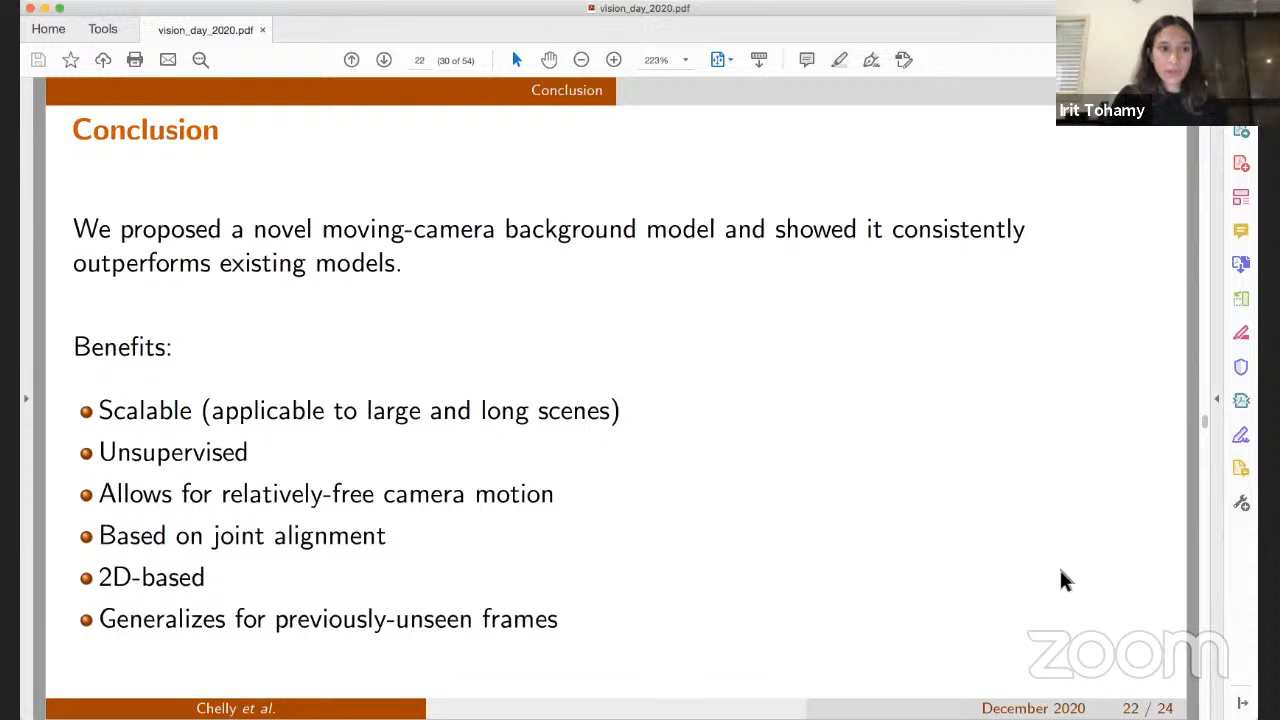 vision_day_2020.pdf
Home Tools vision_day_2020.pdf ×
22 (30 of 54) 223%
Irit Tohamy
Conclusion
Conclusion
We proposed a novel moving-camera background model and showed it consistently
outperforms existing models.
Benefits:
Scalable (applicable to large and long scenes)
Unsupervised
Allows for relatively-free camera motion
Based on joint alignment
2D-based
Generalizes for previously-unseen frames
zoom
Chelly et al. December 2020 22 / 24